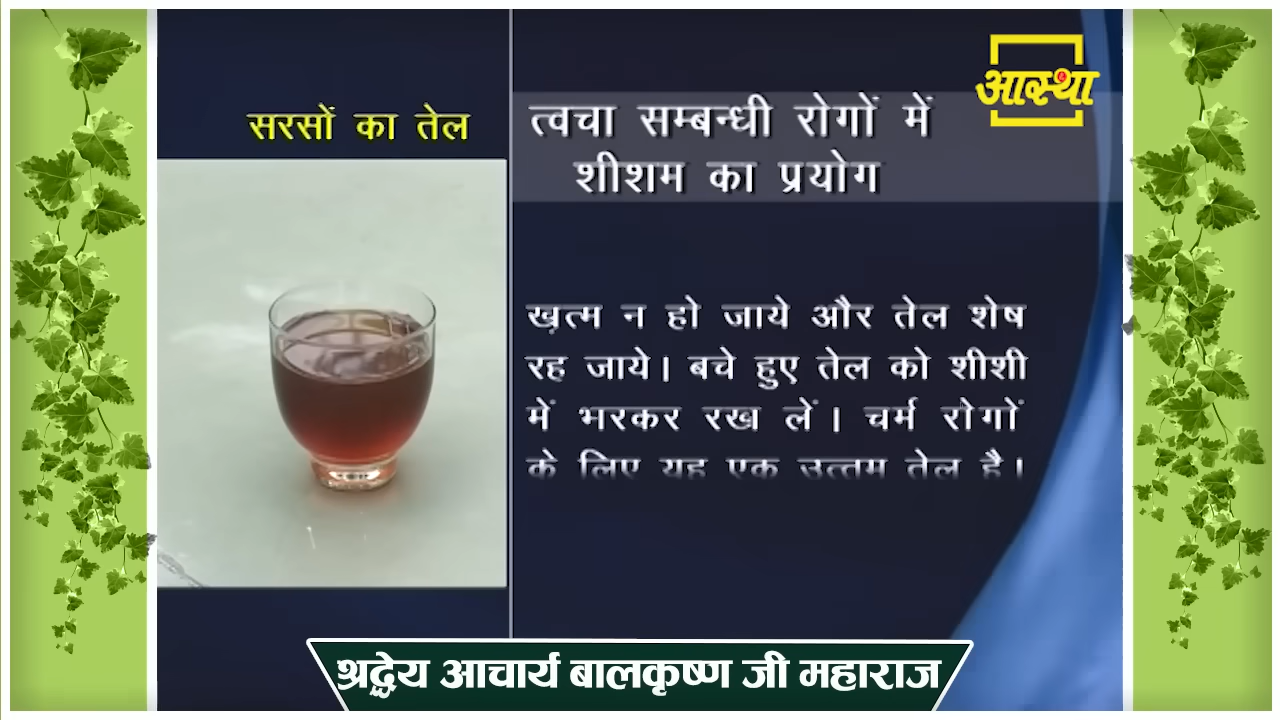 आस्था
सरसों का तेल
त्वचा सम्बन्धी रोगों में
शीशम का प्रयोग
ख़त्म न हो जाये और तेल शेष
रह जाये। बचे हुए तेल को शीशी
में भरकर रख लें। चर्म रोगों
के लिए यह एक उत्तम तेल है।
श्रद्धेय आचार्य बालकृष्ण जी महाराज